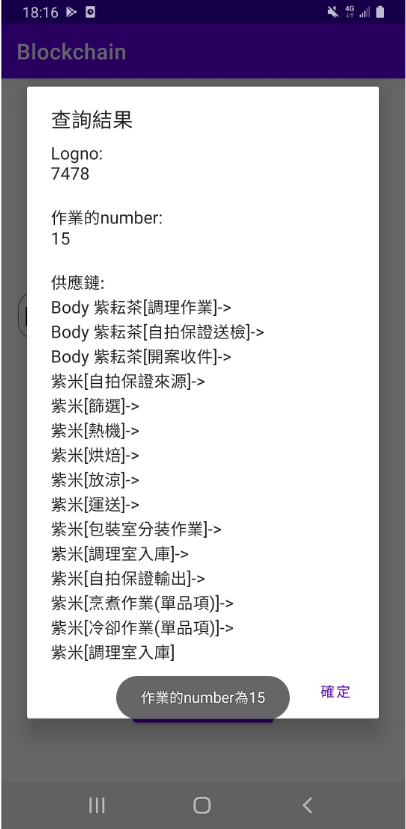 18:16
4G
Blockchain
查詢結果
Logno:
7478
作業的number:
15
供應鏈:
Body 紫耘茶[調理作業]->
Body 紫耘茶[自拍保證送檢]->
Body 紫耘茶[開案收件]->
紫米[自拍保證來源]->
紫米[篩選]->
紫米[熱機]->
紫米[烘焙]->
紫米[放涼]->
紫米[運送]->
紫米[包裝室分装作業]->
紫米[調理室入庫]->
紫米[自拍保證輸出]->
紫米[烹煮作業(單品項)]->
紫米[冷卻作業(單品項)]->
紫米[調理室入庫]
作業的number為15
確定